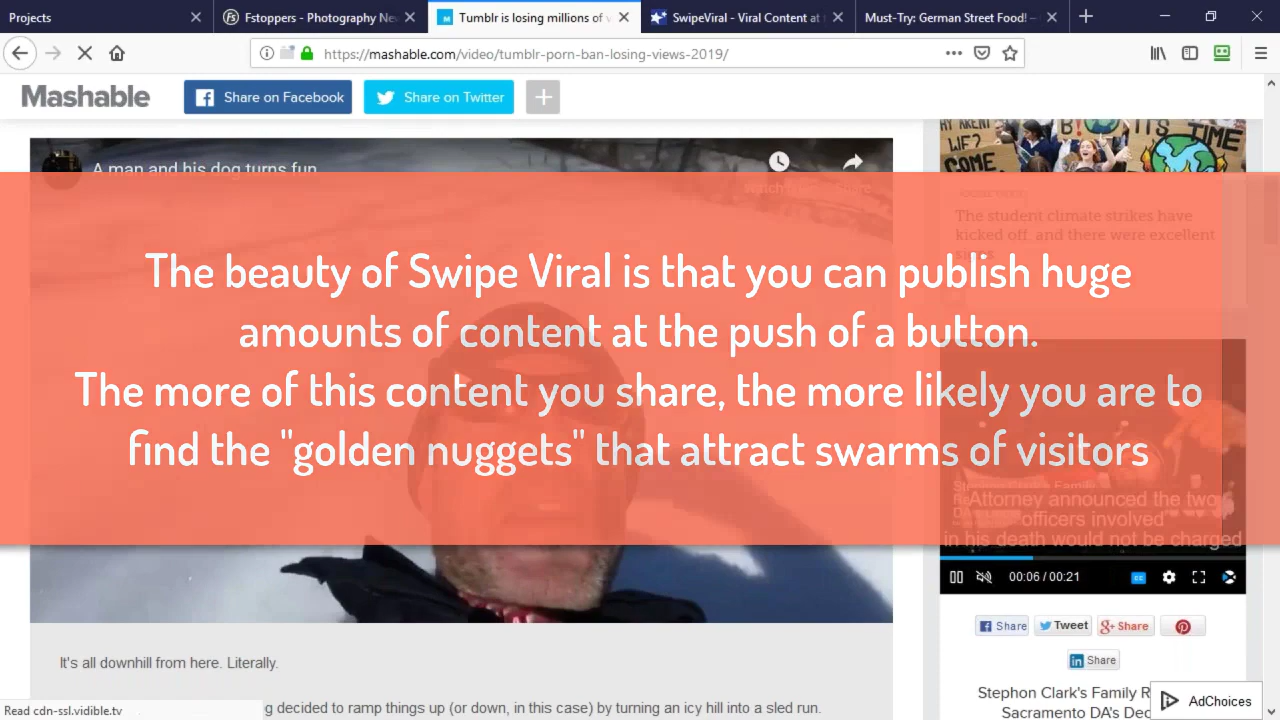 Projects
Fstoppers - Photography Ne
Tumblr is losing millions of v
SwipeViral - Viral Content at
Must-Try: German Street Food! –
https://mashable.com/video/tumblr-porn-ban-losing-views-2019/
Mashable
Share on Facebook
Share on Twitter
A man and his dog turns fun
LIF?
COME
B!
IT'S TIME
The student climate strikes have
kicked off, and there were excellent
signs
The beauty of Swipe Viral is that you can publish huge
amounts of content at the push of a button.
The more of this content you share, the more likely you are to
find the "golden nuggets" that attract swarms of visitors
Attorney announced the two
officers involved
in his death would not be charged
00:06 / 00:21
Share
Tweet
Share
Share
It's all downhill from here. Literally.
Stephon Clark's Family R
Sacramento DA's Dec
AdChoices
g decided to ramp things up (or down, in this case) by turning an icy hill into a sled run.
Read cdn-ssl.vidible.tv